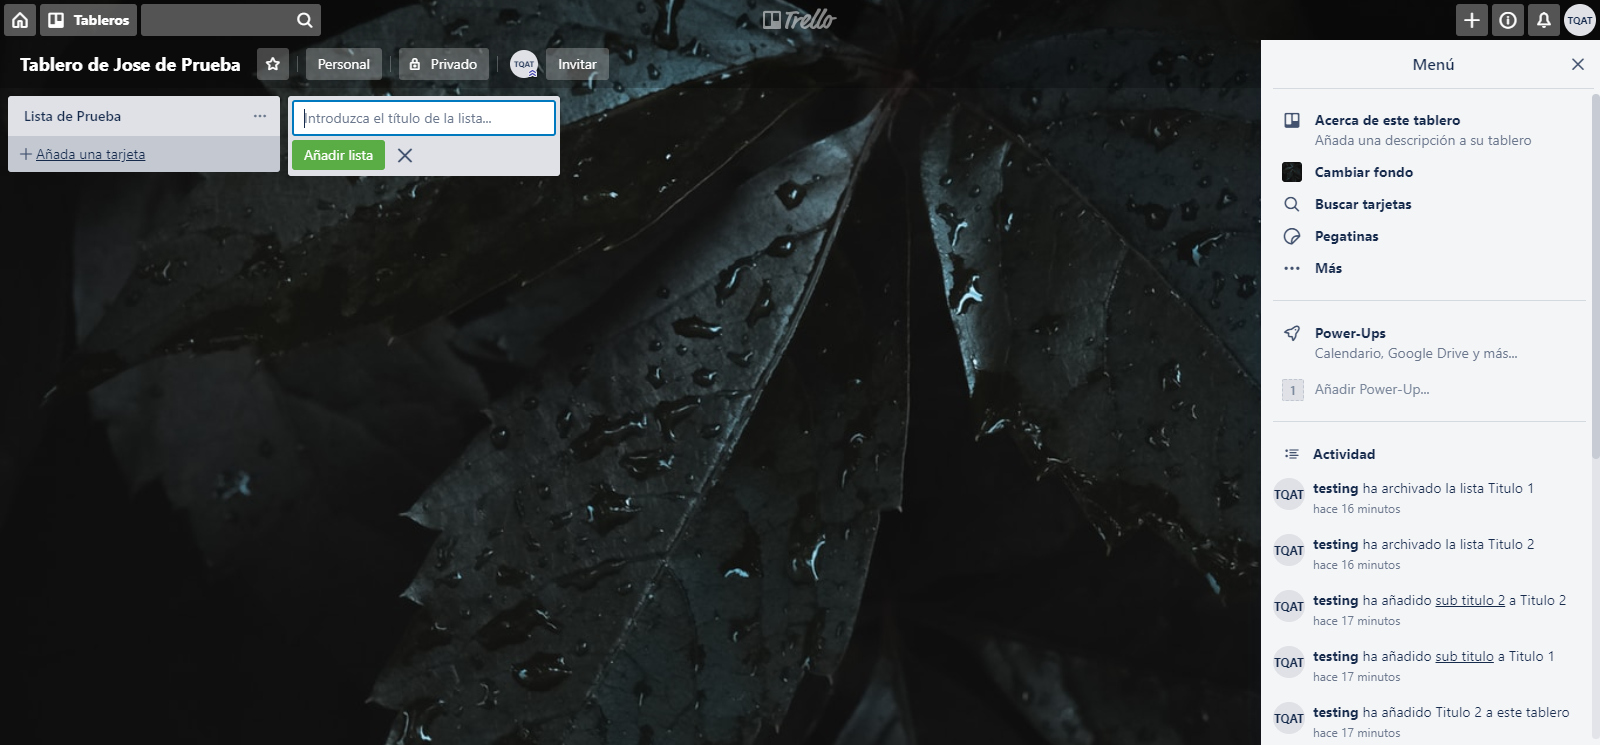 Tableros
Trello
TQAT
Tablero de Jose de Prueba
Personal
Privado
TQAT
Invitar
Lista de Prueba
Añada una tarjeta
Introduzca el título de la lista...
Añadir lista
Menú
Acerca de este tablero
Añada una descripción a su tablero
Cambiar fondo
Buscar tarjetas
Pegatinas
Más
Power-Ups
Calendario, Google Drive y más...
1 Añadir Power-Up...
Actividad
TQAT
testing ha archivado la lista Titulo 1
hace 16 minutos
TQAT
testing ha archivado la lista Titulo 2
hace 16 minutos
TQAT
testing ha añadido sub titulo 2 a Titulo 2
hace 17 minutos
TQAT
testing ha añadido sub titulo a Titulo 1
hace 17 minutos
TQAT
testing ha añadido Titulo 2 a este tablero
hace 17 minutos